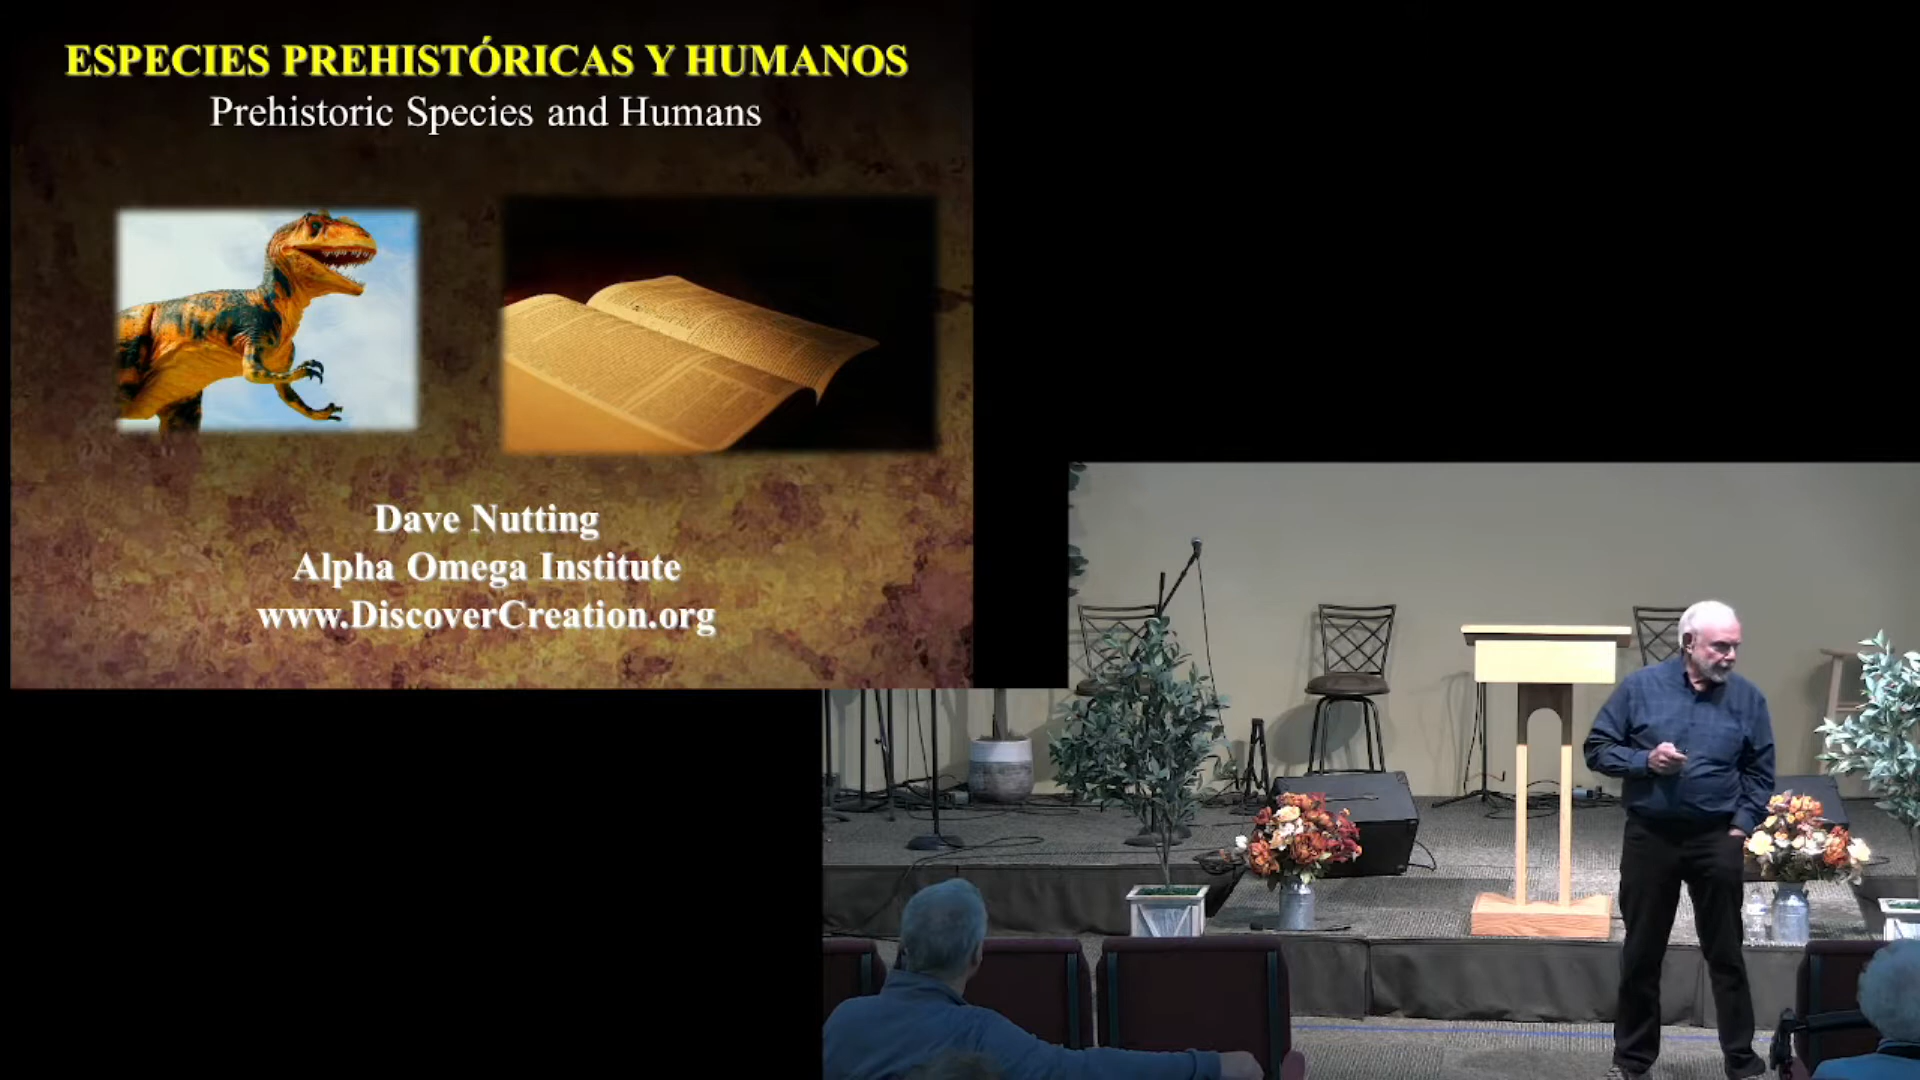 ESPECIES PREHISTÓRICAS Y HUMANOS
Prehistoric Species and Humans
Dave Nutting
Alpha Omega Institute
www.DiscoverCreation.org